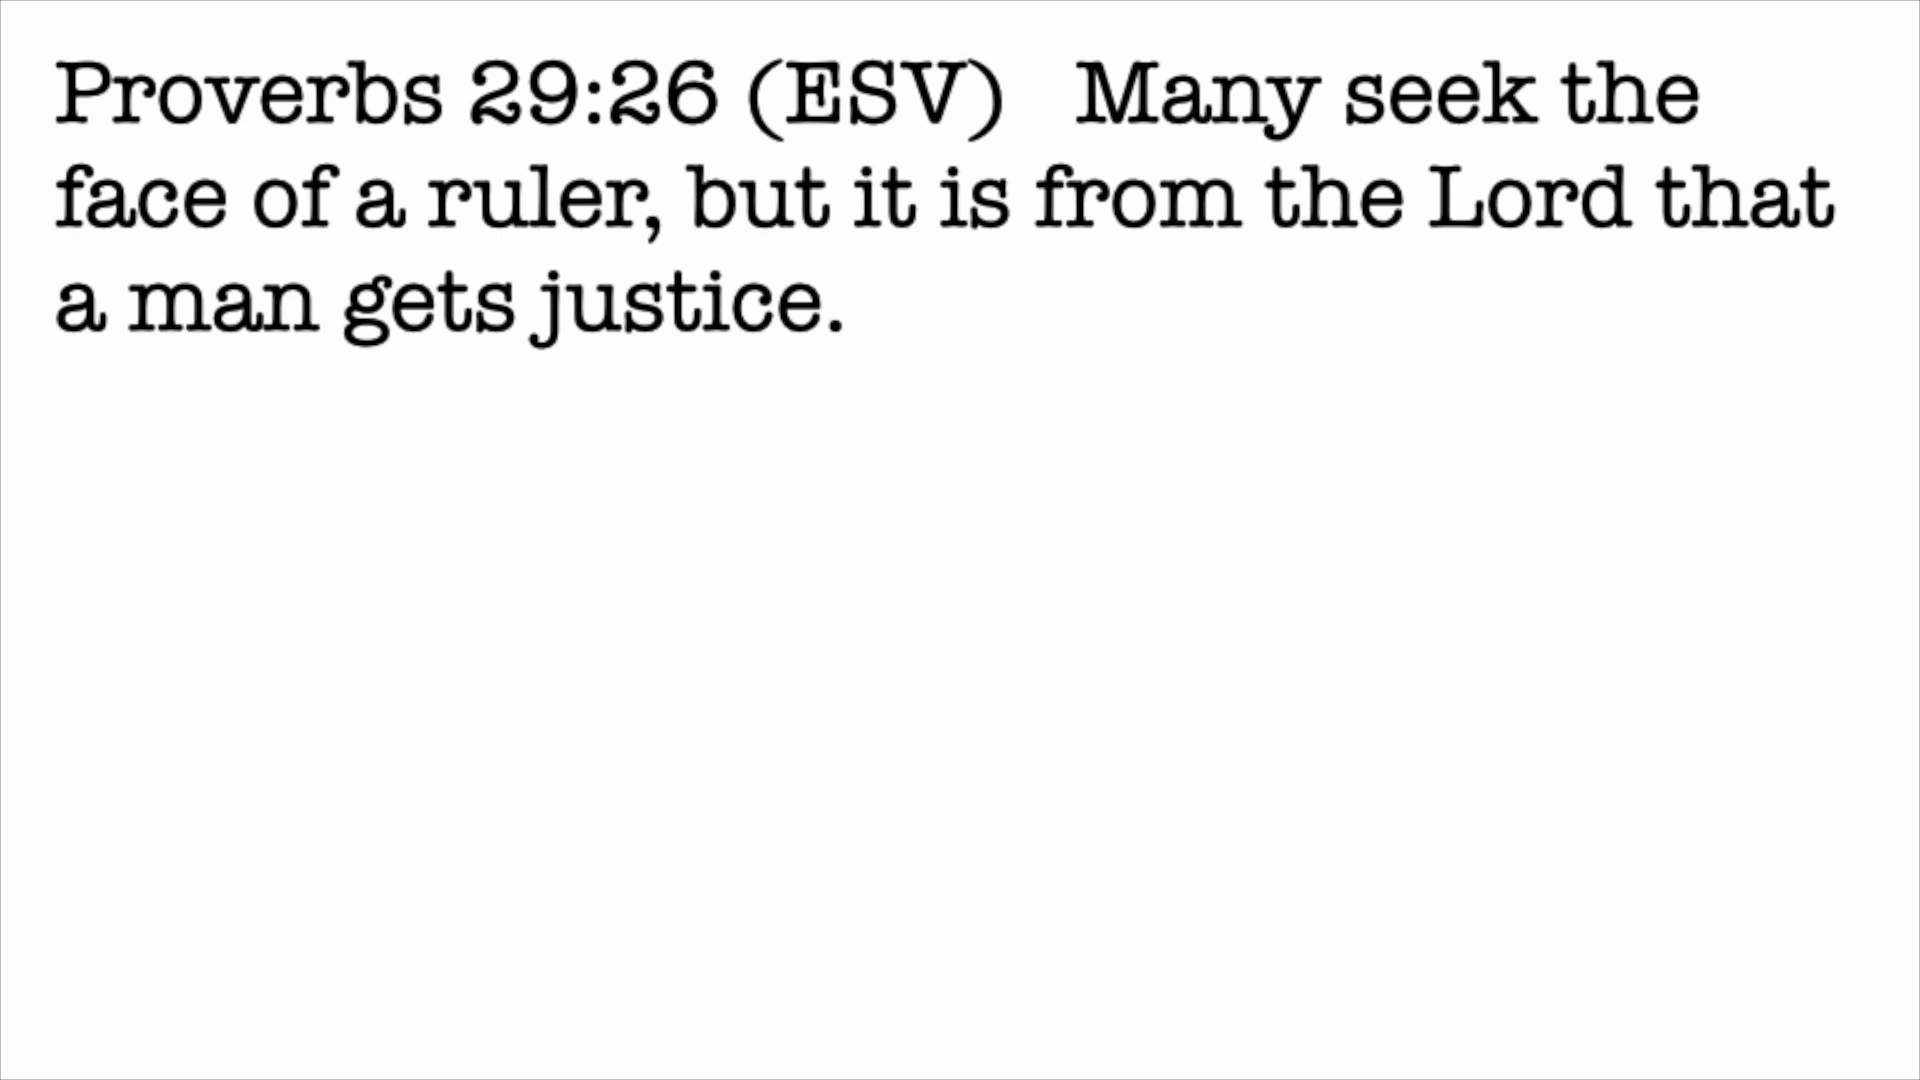 Proverbs 29:26 (ESV)   Many seek the
face of a ruler, but it is from the Lord that
a man gets justice.